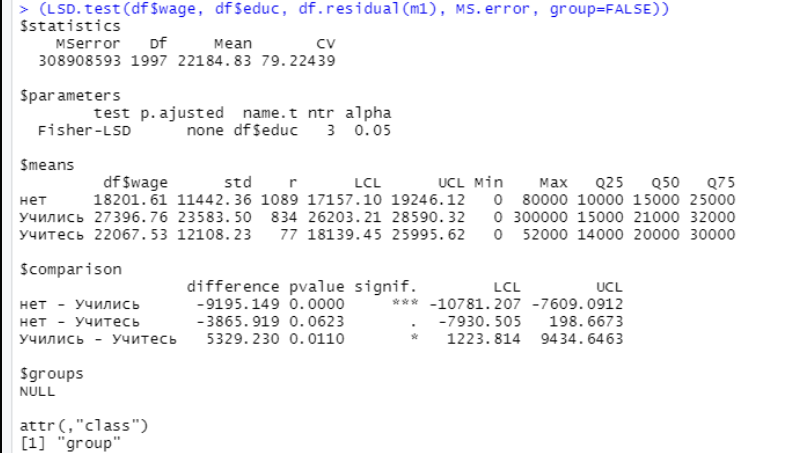 > (LSD.test(df$wage, df$educ, df.residual(m1), MS.error, group=FALSE))
$statistics
MSerror Df Mean CV
308908593 1997 22184.83 79.22439
$parameters
test p.ajusted name.t ntr alpha
Fisher-LSD none df$educ 3 0.05
$means
df$wage std r LCL UCL Min Max Q25 Q50 Q75
нет 18201.61 11442.36 1089 17157.10 19246.12 0 80000 10000 15000 25000
Учились 27396.76 23583.50 834 26203.21 28590.32 0 300000 15000 21000 32000
Учитесь 22067.53 12108.23 77 18139.45 25995.62 0 52000 14000 20000 30000
$comparison
difference pvalue signif. LCL UCL
нет - Учились -9195.149 0.0000 *** -10781.207 -7609.0912
нет - Учитесь -3865.919 0.0623 . -7930.505 198.6673
Учились - Учитесь 5329.230 0.0110 * 1223.814 9434.6463
$groups
NULL
attr(,"class")
[1] "group"